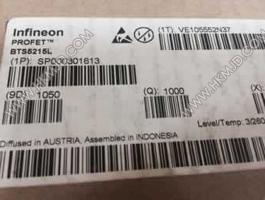 Infineon
PROFET™
BTS5215L
(1P): SP000301613
(1T): VE105552N37
(9D): 1050
(Q): 1000
(X):
Level/Temp: 3/260
Diffused in AUSTRIA, Assembled in INDONESIA
WWW.HKMJD.COM